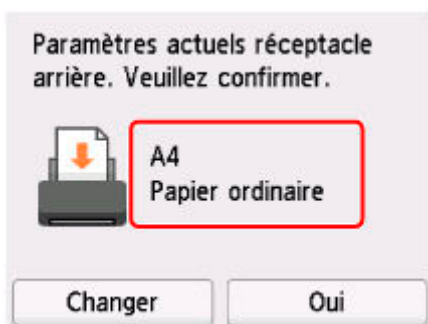 Paramètres actuels réceptacle
arrière. Veuillez confirmer.
A4
Papier ordinaire
Changer
Oui